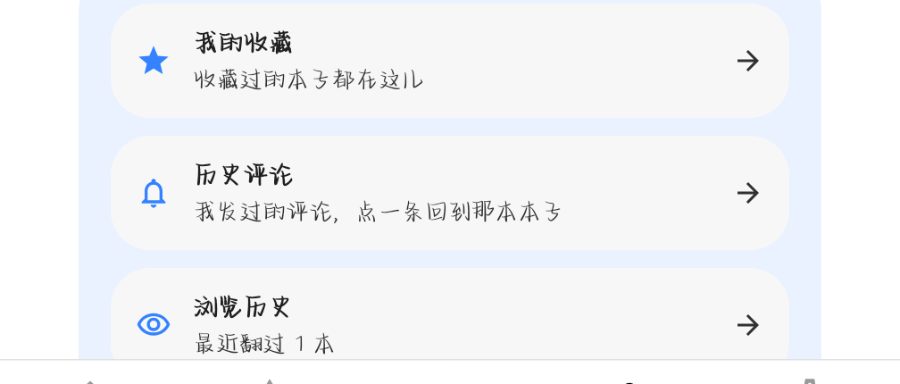 我的收藏
收藏过的本子都在这儿
历史评论
我发过的评论，点一条回到那本本子
浏览历史
最近翻过 1 本